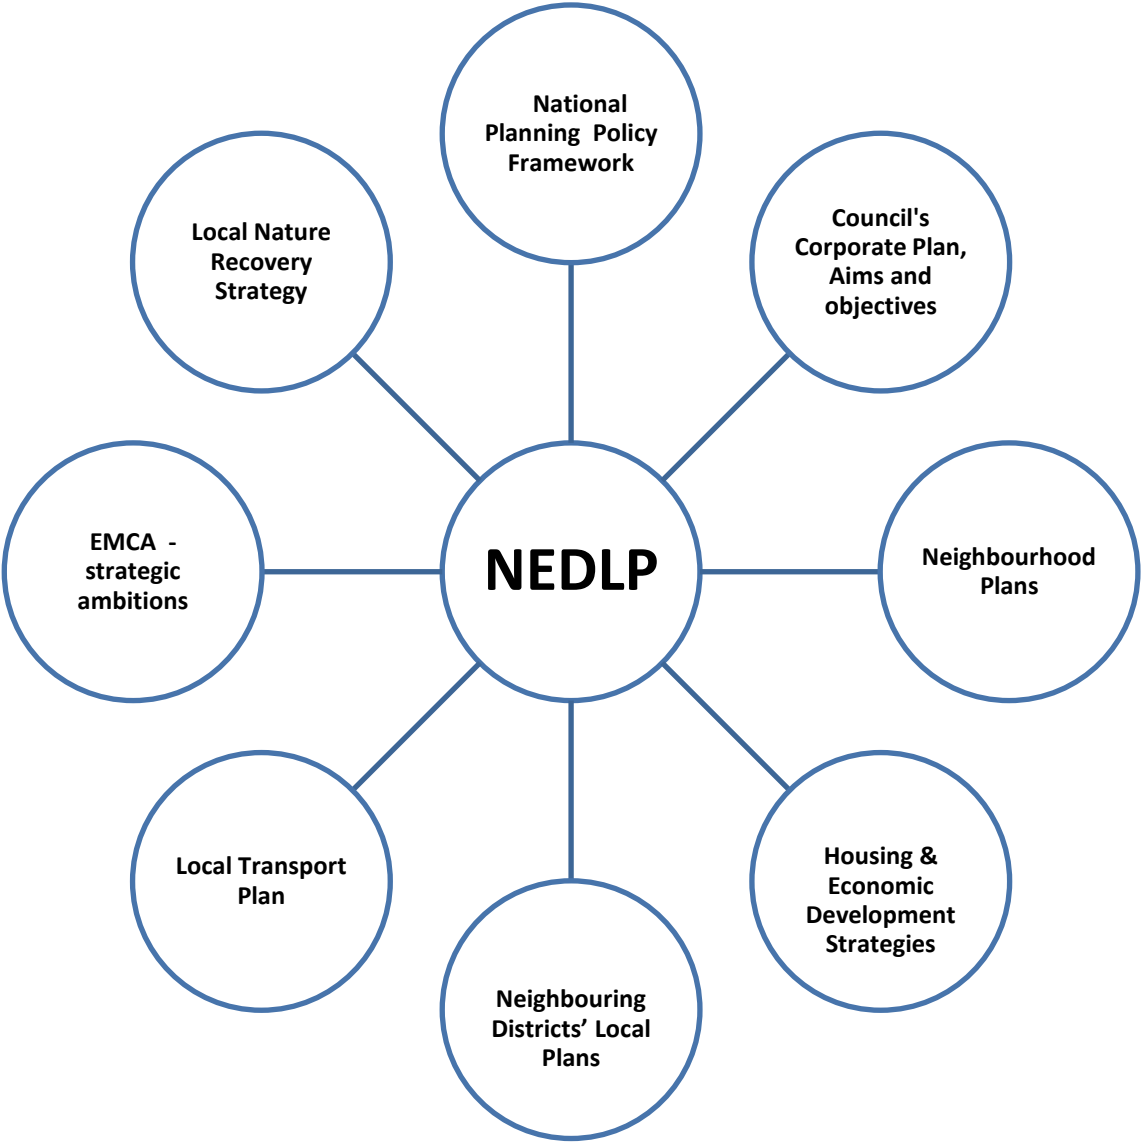 National
Planning Policy
Framework
Council's
Corporate Plan,
Aims and
objectives
Neighbourhood
Plans
Housing &
Economic
Development
Strategies
Neighbouring
Districts’ Local
Plans
Local Transport
Plan
EMCA -
strategic
ambitions
Local Nature
Recovery
Strategy
NEDLP